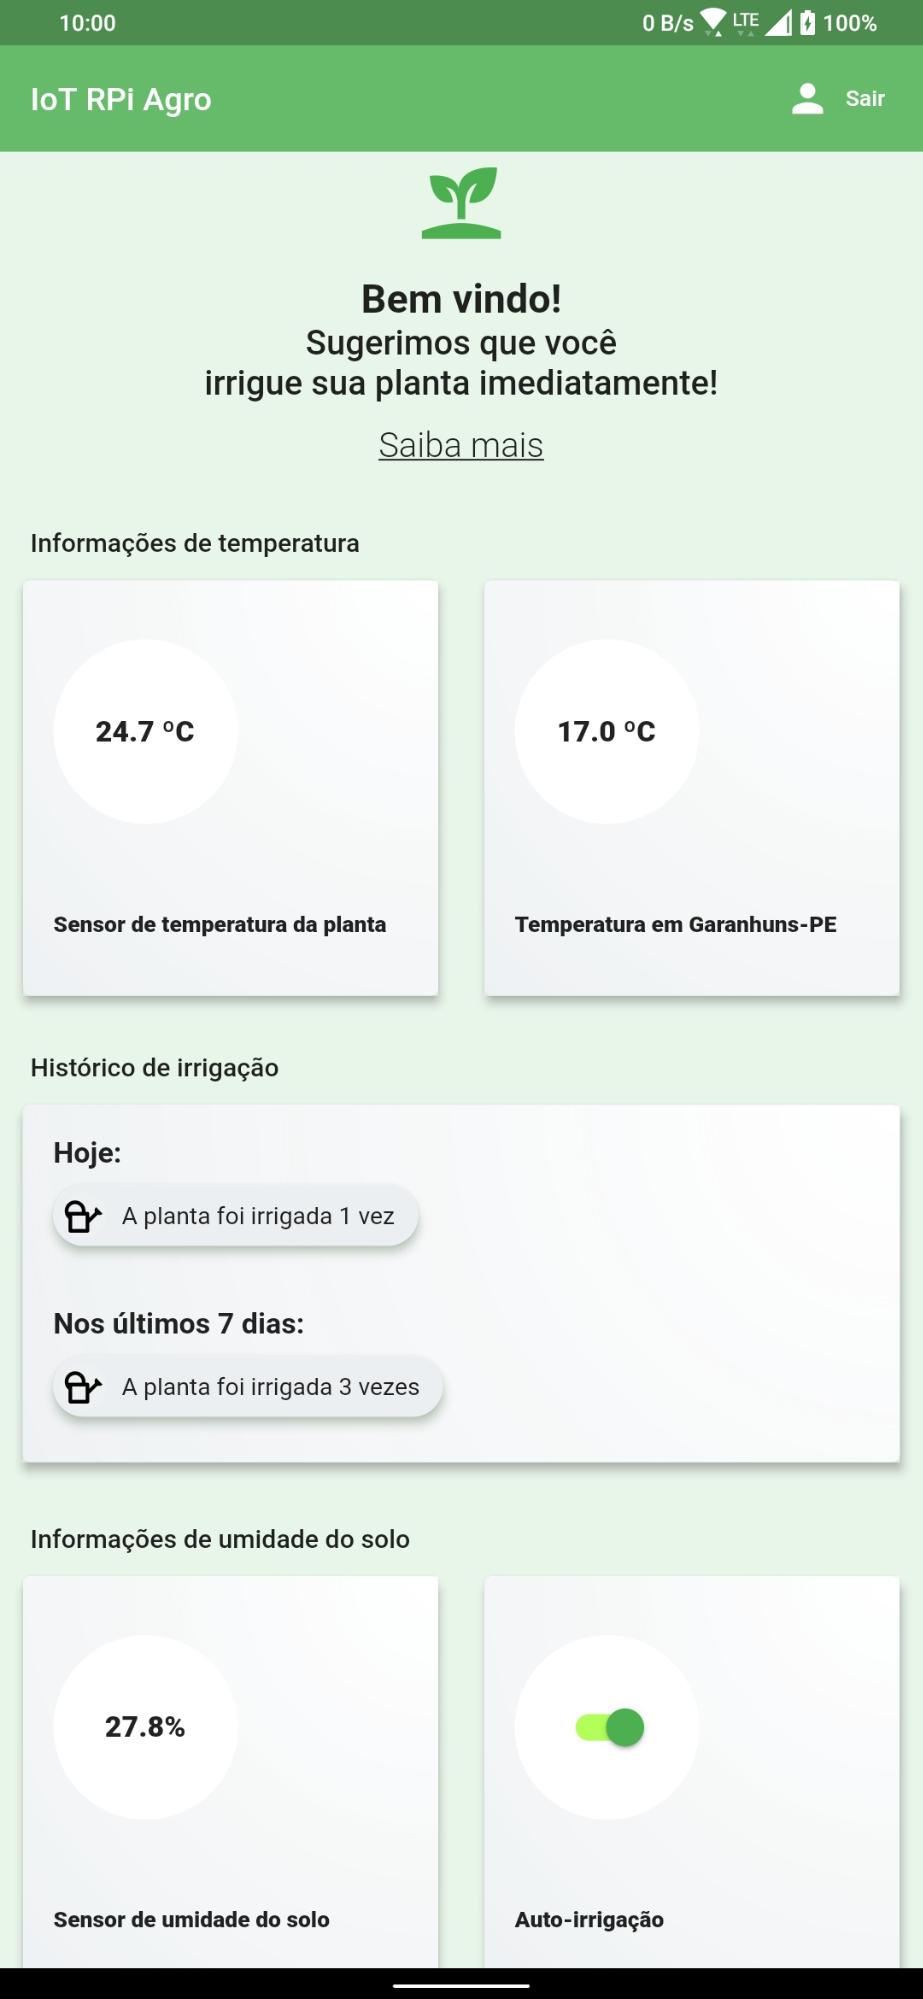 10:00
0 B/s LTE 100%
IoT RPi Agro
Sair
Bem vindo!
Sugerimos que você
irrigue sua planta imediatamente!
Saiba mais
Informações de temperatura
24.7 ºC
17.0 ºC
Sensor de temperatura da planta
Temperatura em Garanhuns-PE
Histórico de irrigação
Hoje:
A planta foi irrigada 1 vez
Nos últimos 7 dias:
A planta foi irrigada 3 vezes
Informações de umidade do solo
27.8%
Sensor de umidade do solo
Auto-irrigação